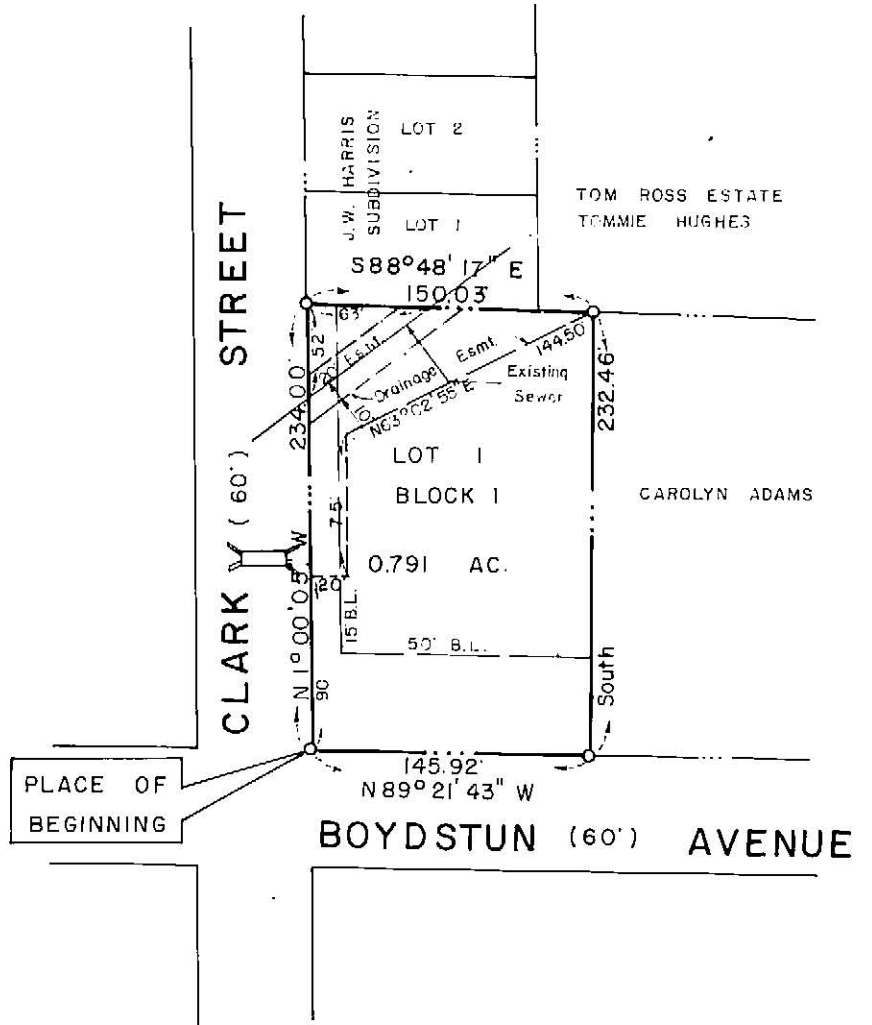 LOT 2
J.W. HARRIS
SUBDIVISION
LOT 1
TOM ROSS ESTATE
TOMMIE HUGHES
S88°48'17" E
150.03'
63'
52'
20' Esmt.
10'
Drainage Esmt.
144.50'
N63°02'55"E
Existing
Sewer
234.00'
N 1°00'05" W
232.46'
South
LOT 1
BLOCK 1
0.791 AC.
CAROLYN ADAMS
75'
20'
15' B.L.
50' B.L.
90
CLARK (60') STREET
145.92'
N89°21'43" W
PLACE OF
BEGINNING
BOYDSTUN (60') AVENUE